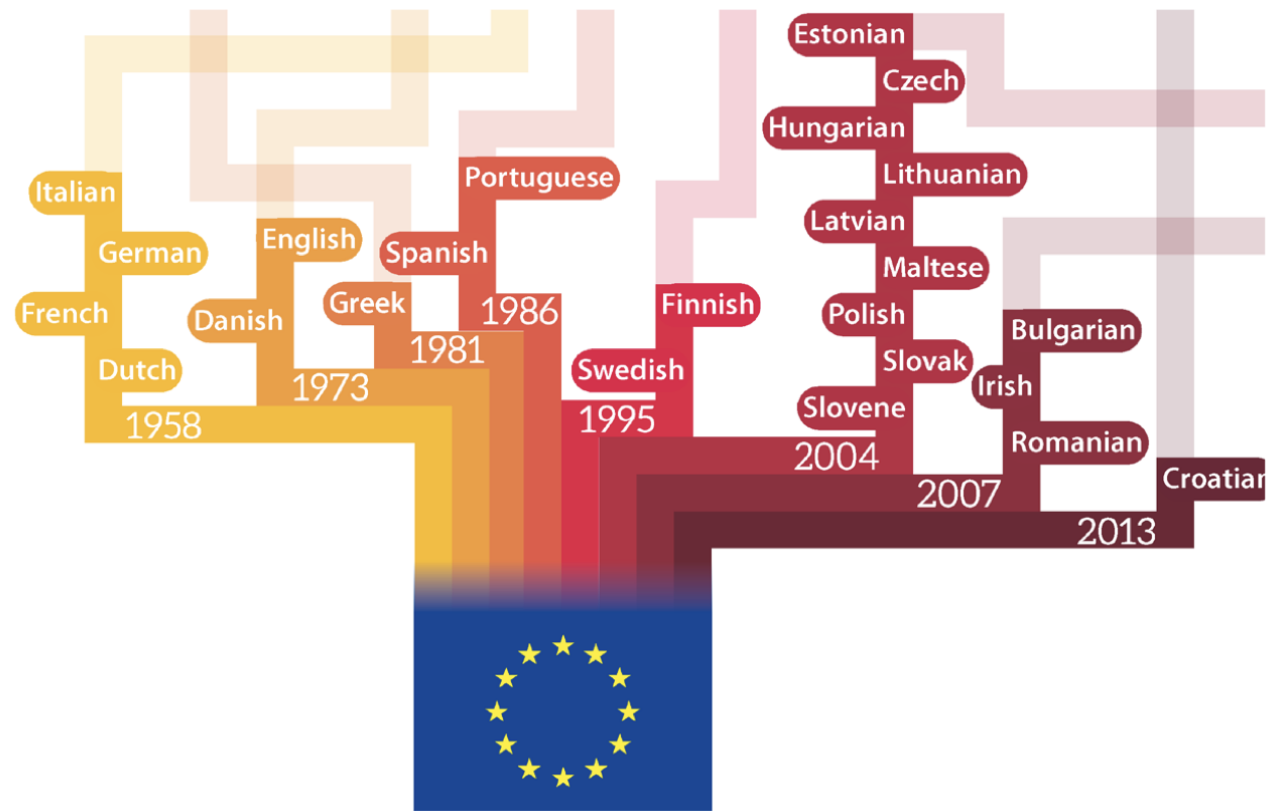 Italian
German
French
Dutch
1958
English
Danish
1973
Greek
1981
Portuguese
Spanish
1986
Finnish
Swedish
1995
Estonian
Czech
Hungarian
Lithuanian
Latvian
Maltese
Polish
Slovak
Slovene
2004
Bulgarian
Irish
Romanian
2007
Croatian
2013